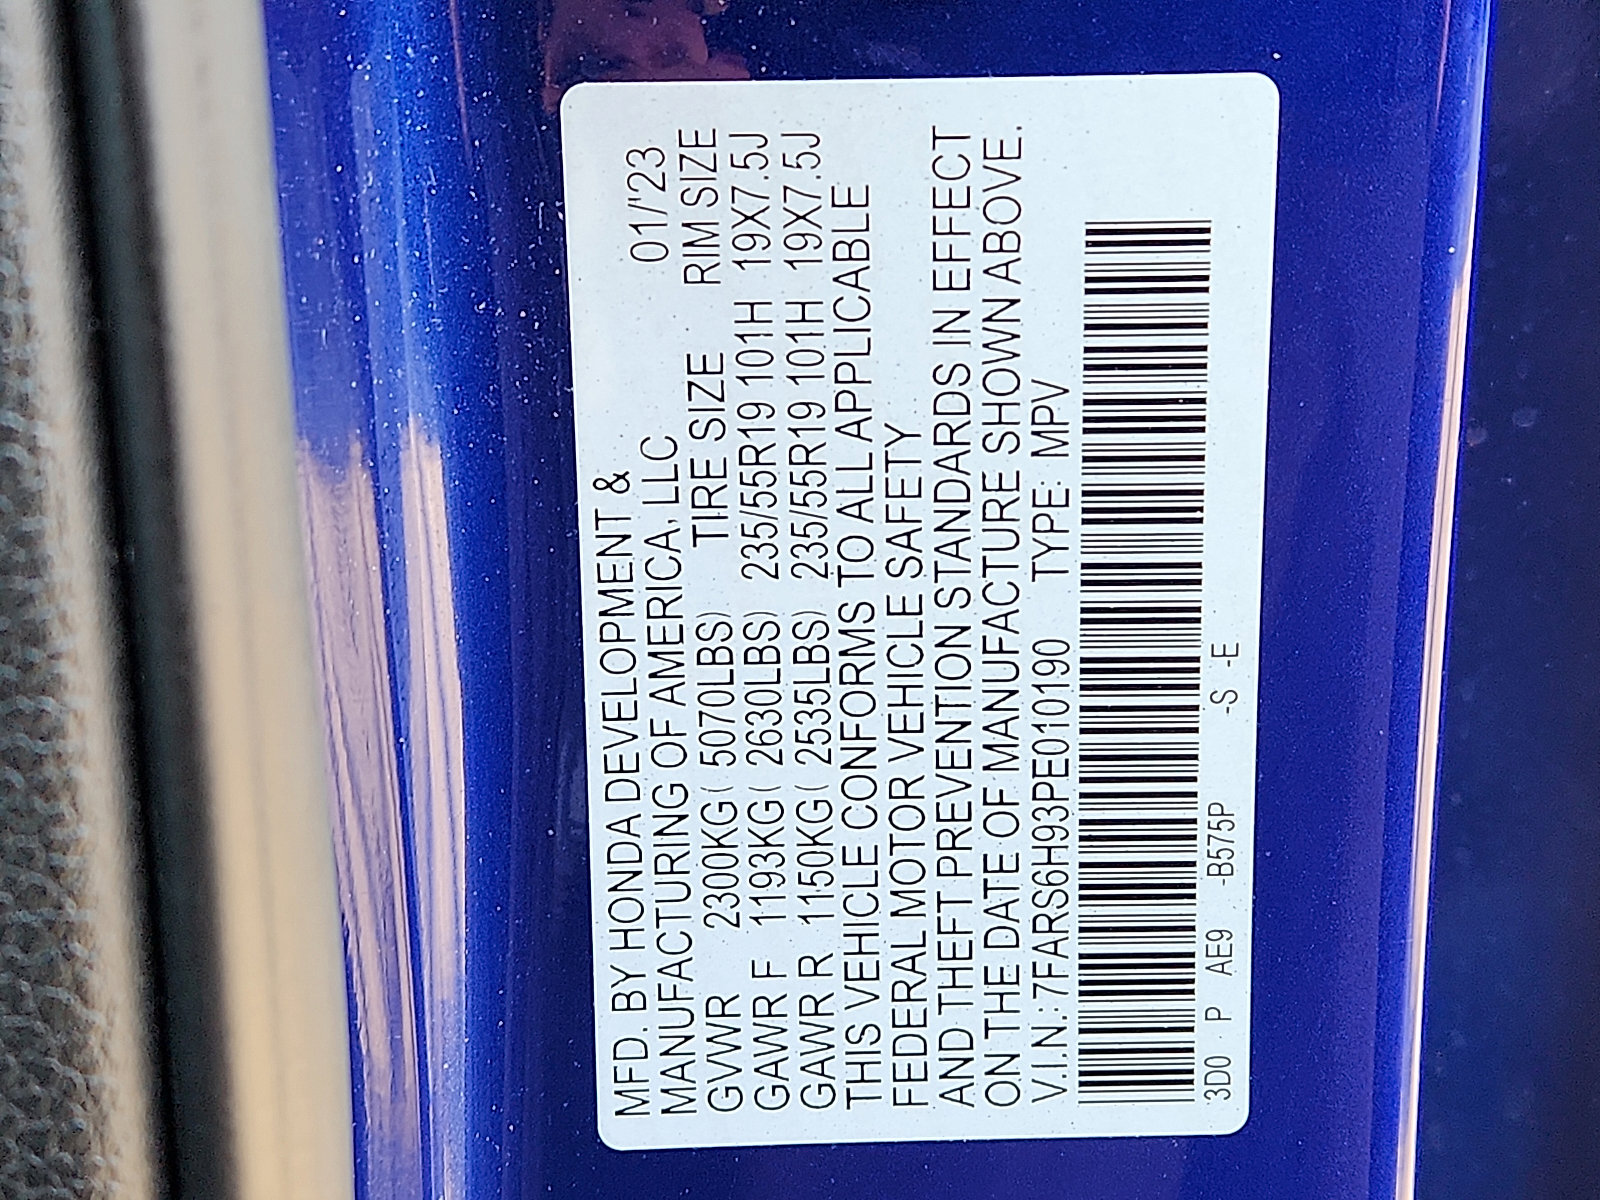 MFD. BY HONDA DEVELOPMENT &
MANUFACTURING OF AMERICA, LLC 01/'23
GVWR 2300KG( 5070LBS) TIRE SIZE RIM SIZE
GAWR F 1193KG( 2630LBS) 235/55R19 101H 19X7.5J
GAWR R 1150KG( 2535LBS) 235/55R19 101H 19X7.5J
THIS VEHICLE CONFORMS TO ALL APPLICABLE
FEDERAL MOTOR VEHICLE SAFETY
AND THEFT PREVENTION STANDARDS IN EFFECT
ON THE DATE OF MANUFACTURE SHOWN ABOVE.
V.I.N.:7FARS6H93PE010190 TYPE: MPV
3D0 P AE9 -B575P -S -E